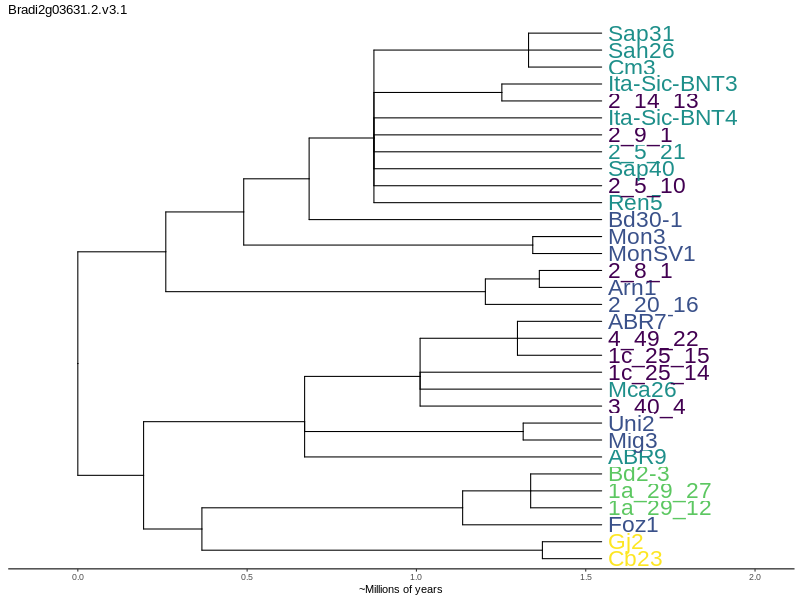 Bradi2g03631.2.v3.1
Sap31
San26
Cm3
Ita-Sic-BNT3
2_14_13
Ita-Sic-BNT4
2_9_1
2_5_21
Sap40
2_5_10
Ren5
Bd30-1
Mon3
MonSV1
2_8_1
Arn1
2_20_16
ABR7
4_49_22
1c_25_15
1c_25_14
Mca26
3_40_4
Uni2
Mig3
ABR9
Bd2-3
1a_29_27
1a_29_12
Foz1
Gj2
Cb23
0.0 0.5 1.0 1.5 2.0
~Millions of years